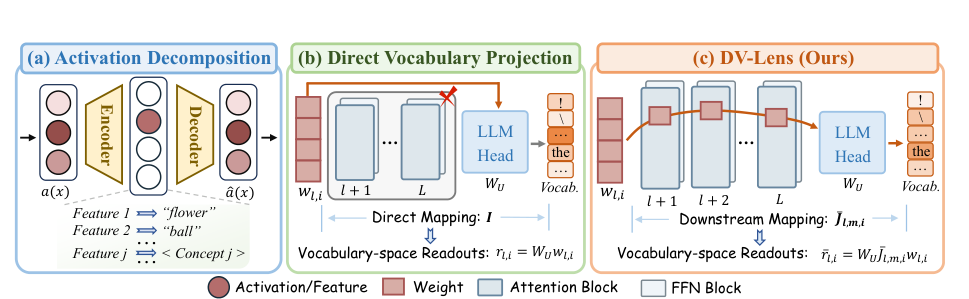 (a) Activation Decomposition
Encoder
Decoder
a(x)
â(x)
Feature 1 ⇒ "flower"
Feature 2 ⇒ "ball"
...
Feature j ⇒ < Concept j >
(b) Direct Vocabulary Projection
w_{l,i}
...
l + 1
L
LLM
Head
W_U
!
\
...
the
...
Vocab.
Direct Mapping: I
Vocabulary-space Readouts: r_{l,i} = W_U w_{l,i}
(c) DV-Lens (Ours)
w_{l,i}
...
l + 1
l + 2
L
LLM
Head
W_U
!
\
...
the
...
Vocab.
Downstream Mapping: J̄_{l,m,i}
Vocabulary-space Readouts: r̄_{l,i} = W_U J̄_{l,m,i} w_{l,i}
Activation/Feature
Weight
Attention Block
FFN Block